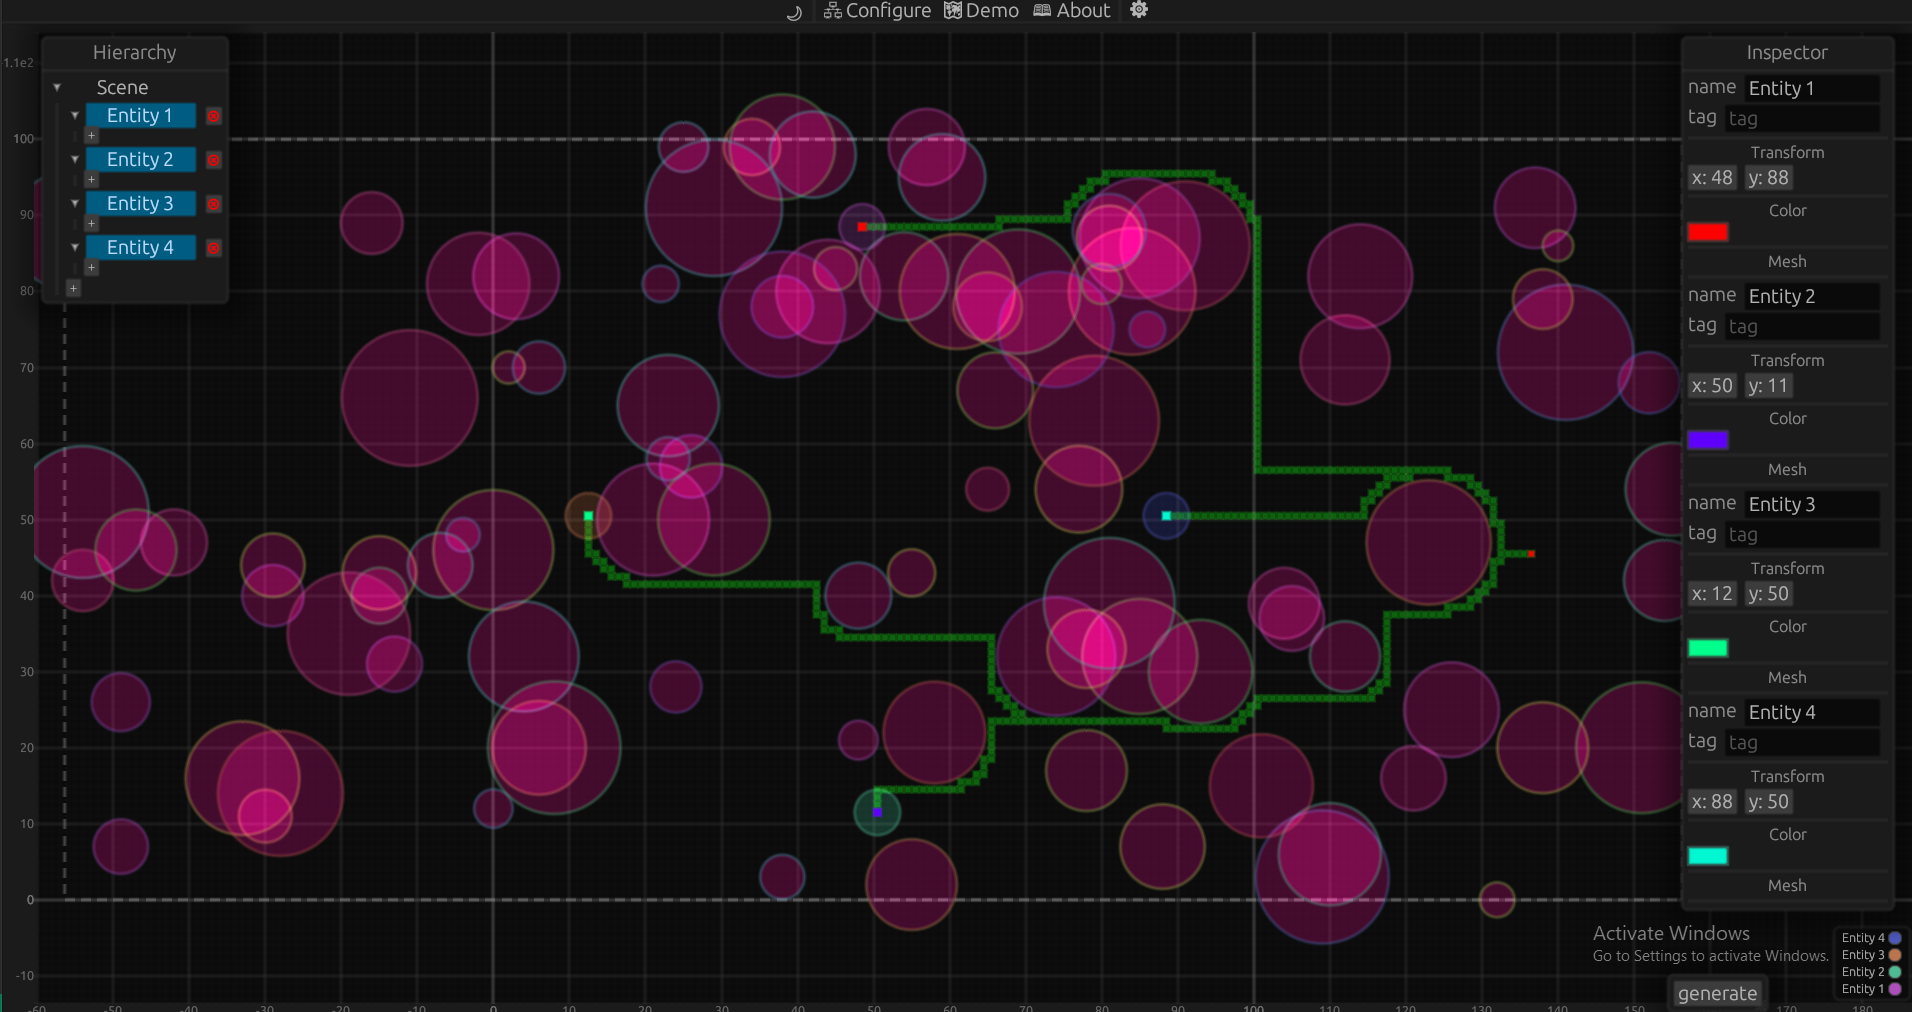 Configure Demo About
Hierarchy
Scene
Entity 1
+
Entity 2
+
Entity 3
+
Entity 4
+
+
1.1e2
100
90
80
70
60
50
40
30
20
10
0
-10
-60 -50 -40 -30 -20 -10 0 10 20 30 40 50 60 70 80 90 100 110 120 130 140 150 170 180
Inspector
name Entity 1
tag tag
Transform
x: 48 y: 88
Color
Mesh
name Entity 2
tag tag
Transform
x: 50 y: 11
Color
Mesh
name Entity 3
tag tag
Transform
x: 12 y: 50
Color
Mesh
name Entity 4
tag tag
Transform
x: 88 y: 50
Color
Mesh
Activate Windows
Go to Settings to activate Windows.
Entity 4
Entity 3
Entity 2
Entity 1
generate